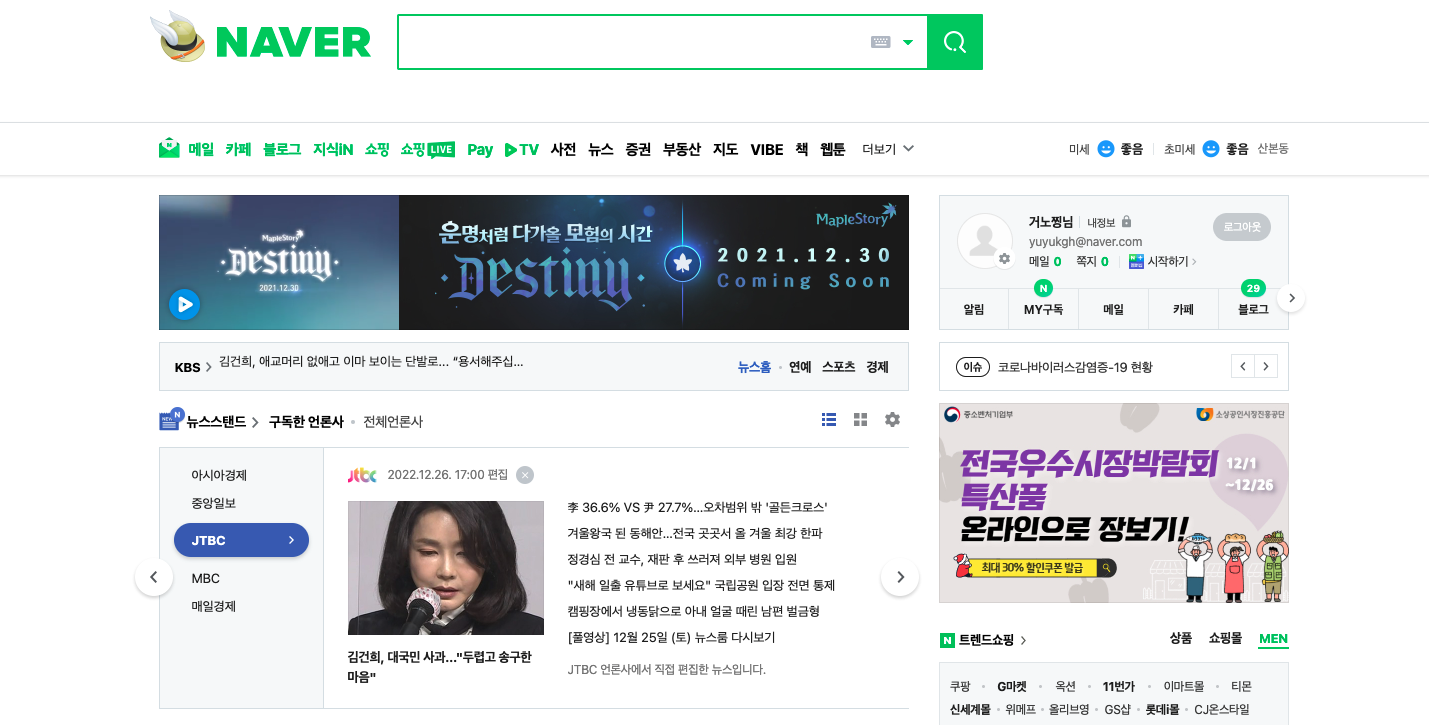 NAVER
메일 카페 블로그 지식iN 쇼핑 쇼핑LIVE Pay TV 사전 뉴스 증권 부동산 지도 VIBE 책 웹툰 더보기
미세 좋음 초미세 좋음 산본동
MapleStory
DESTINY
2021.12.30
운명처럼 다가올 모험의 시간
DESTINY
MapleStory
2021.12.30
Coming Soon
거노찡님 내정보
로그아웃
yuyukgh@naver.com
메일 0 쪽지 0 시작하기
N 29
알림 MY구독 메일 카페 블로그
KBS 김건희, 애교머리 없애고 이마 보이는 단발로... “용서해주십...
뉴스홈 연예 스포츠 경제
이슈 코로나바이러스감염증-19 현황
NEW N 뉴스스탠드 구독한 언론사 전체언론사
아시아경제
중앙일보
JTBC
MBC
매일경제
jtbc 2022.12.26. 17:00 편집
김건희, 대국민 사과..."두렵고 송구한
마음"
李 36.6% VS 尹 27.7%...오차범위 밖 '골든크로스'
겨울왕국 된 동해안...전국 곳곳서 올 겨울 최강 한파
정경심 전 교수, 재판 후 쓰러져 외부 병원 입원
"새해 일출 유튜브로 보세요" 국립공원 입장 전면 통제
캠핑장에서 냉동닭으로 아내 얼굴 때린 남편 벌금형
[풀영상] 12월 25일 (토) 뉴스룸 다시보기
JTBC 언론사에서 직접 편집한 뉴스입니다.
중소벤처기업부 소상공인시장진흥공단
전국우수시장박람회
특산품
온라인으로 장보기!
12/1
~12/26
최대 30% 할인쿠폰 발급
N 트렌드쇼핑
상품 쇼핑몰 MEN
쿠팡 G마켓 옥션 11번가 이마트몰 티몬
신세계몰 위메프 올리브영 GS샵 롯데i몰 CJ온스타일